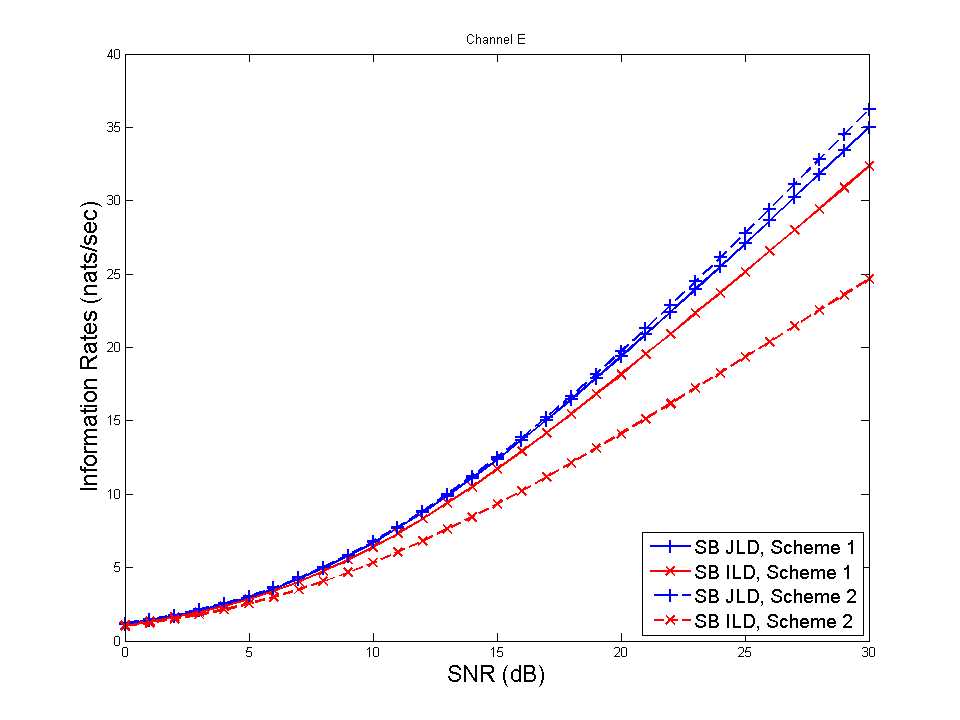 Channel E
40
35
30
25
20
15
10
5
0
Information Rates (nats/sec)
SB JLD, Scheme 1
SB ILD, Scheme 1
SB JLD, Scheme 2
SB ILD, Scheme 2
0 5 10 15 20 25 30
SNR (dB)